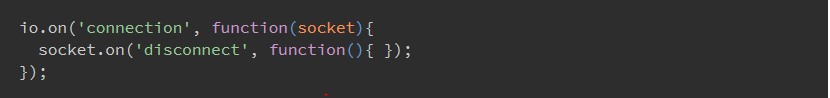 io.on('connection', function(socket){
  socket.on('disconnect', function(){ });
});